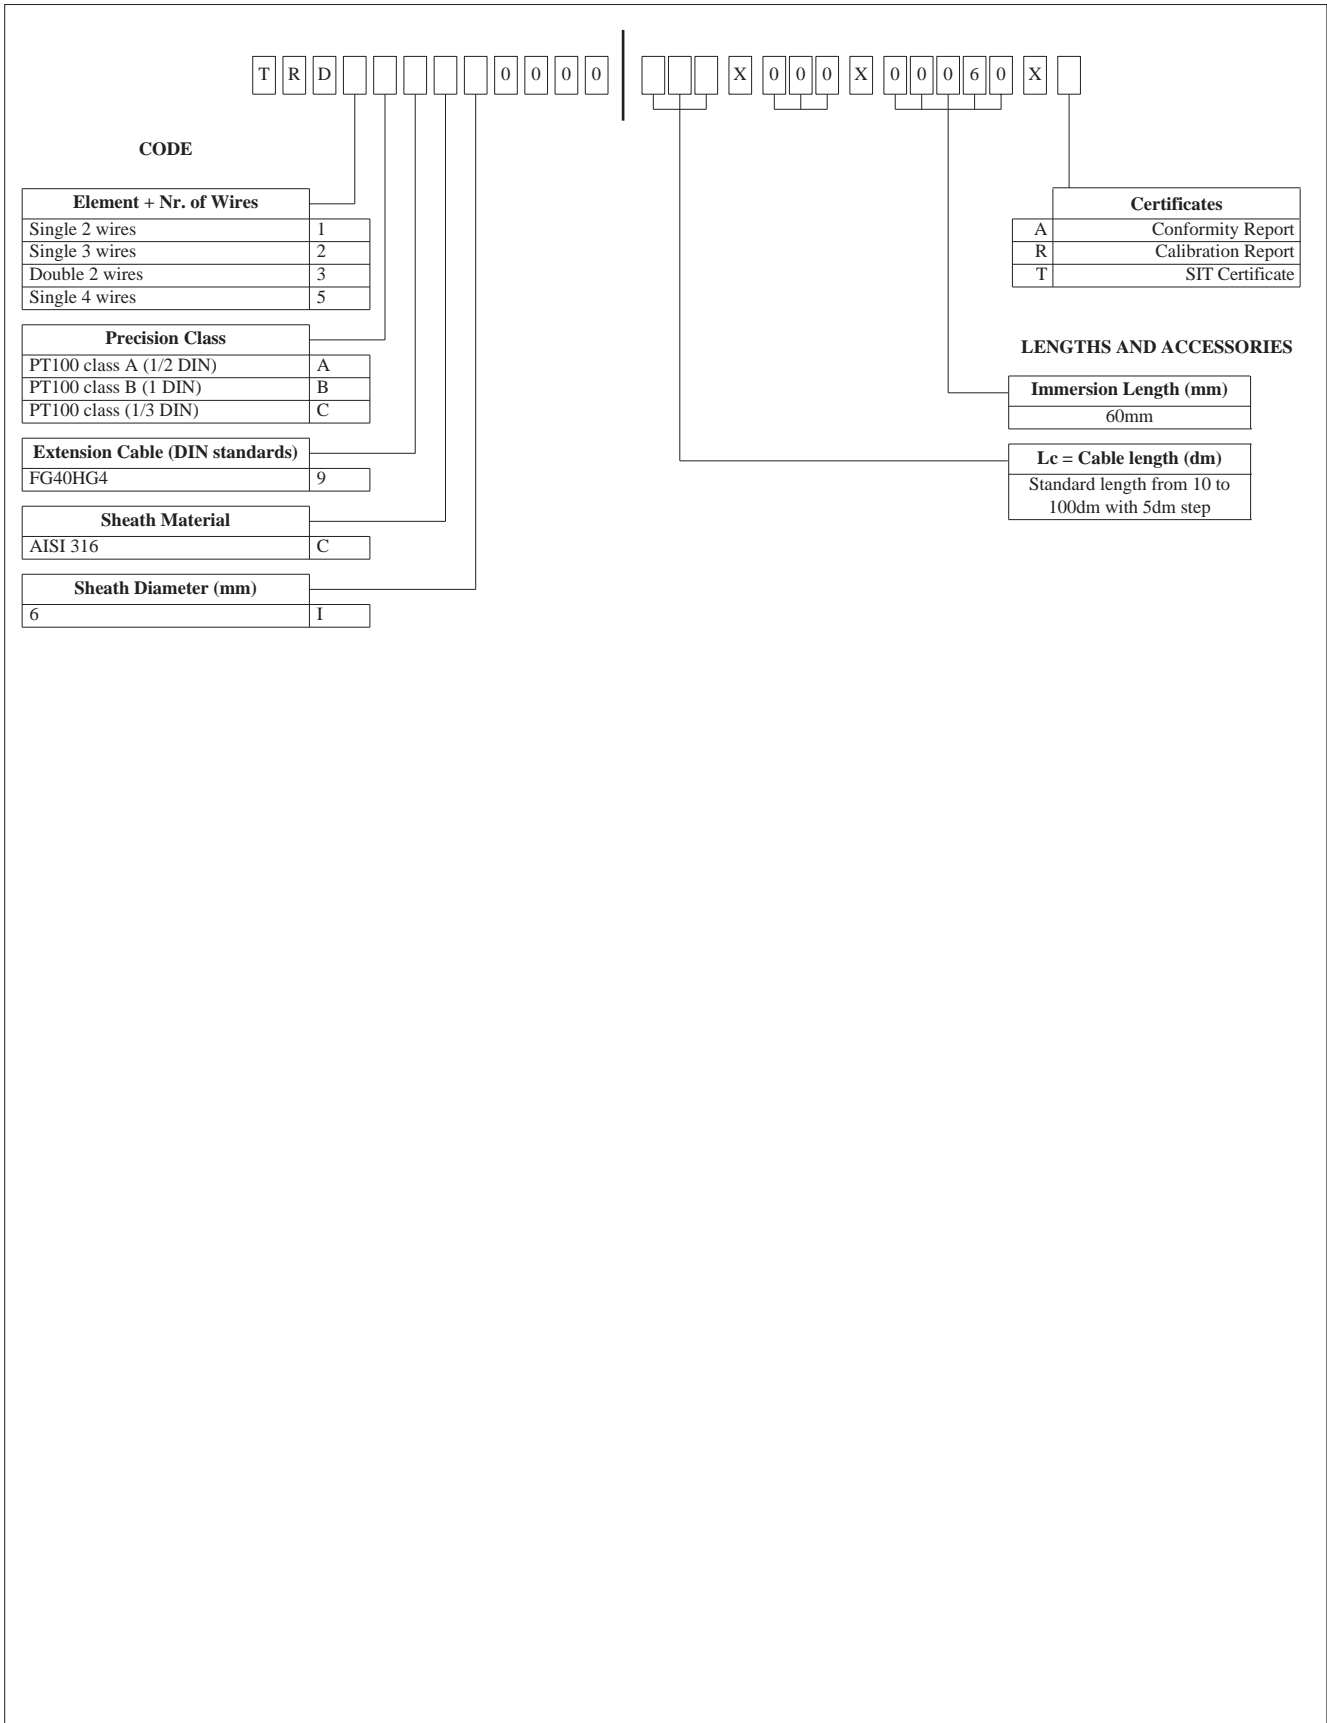 T R D 0 0 0 0 X 0 0 0 X 0 0 0 6 0 X
CODE
Element + Nr. of Wires
Single 2 wires 1
Single 3 wires 2
Double 2 wires 3
Single 4 wires 5
Precision Class
PT100 class A (1/2 DIN) A
PT100 class B (1 DIN) B
PT100 class (1/3 DIN) C
Extension Cable (DIN standards)
FG40HG4 9
Sheath Material
AISI 316 C
Sheath Diameter (mm)
6 I
Certificates
A Conformity Report
R Calibration Report
T SIT Certificate
LENGTHS AND ACCESSORIES
Immersion Length (mm)
60mm
Lc = Cable length (dm)
Standard length from 10 to
100dm with 5dm step